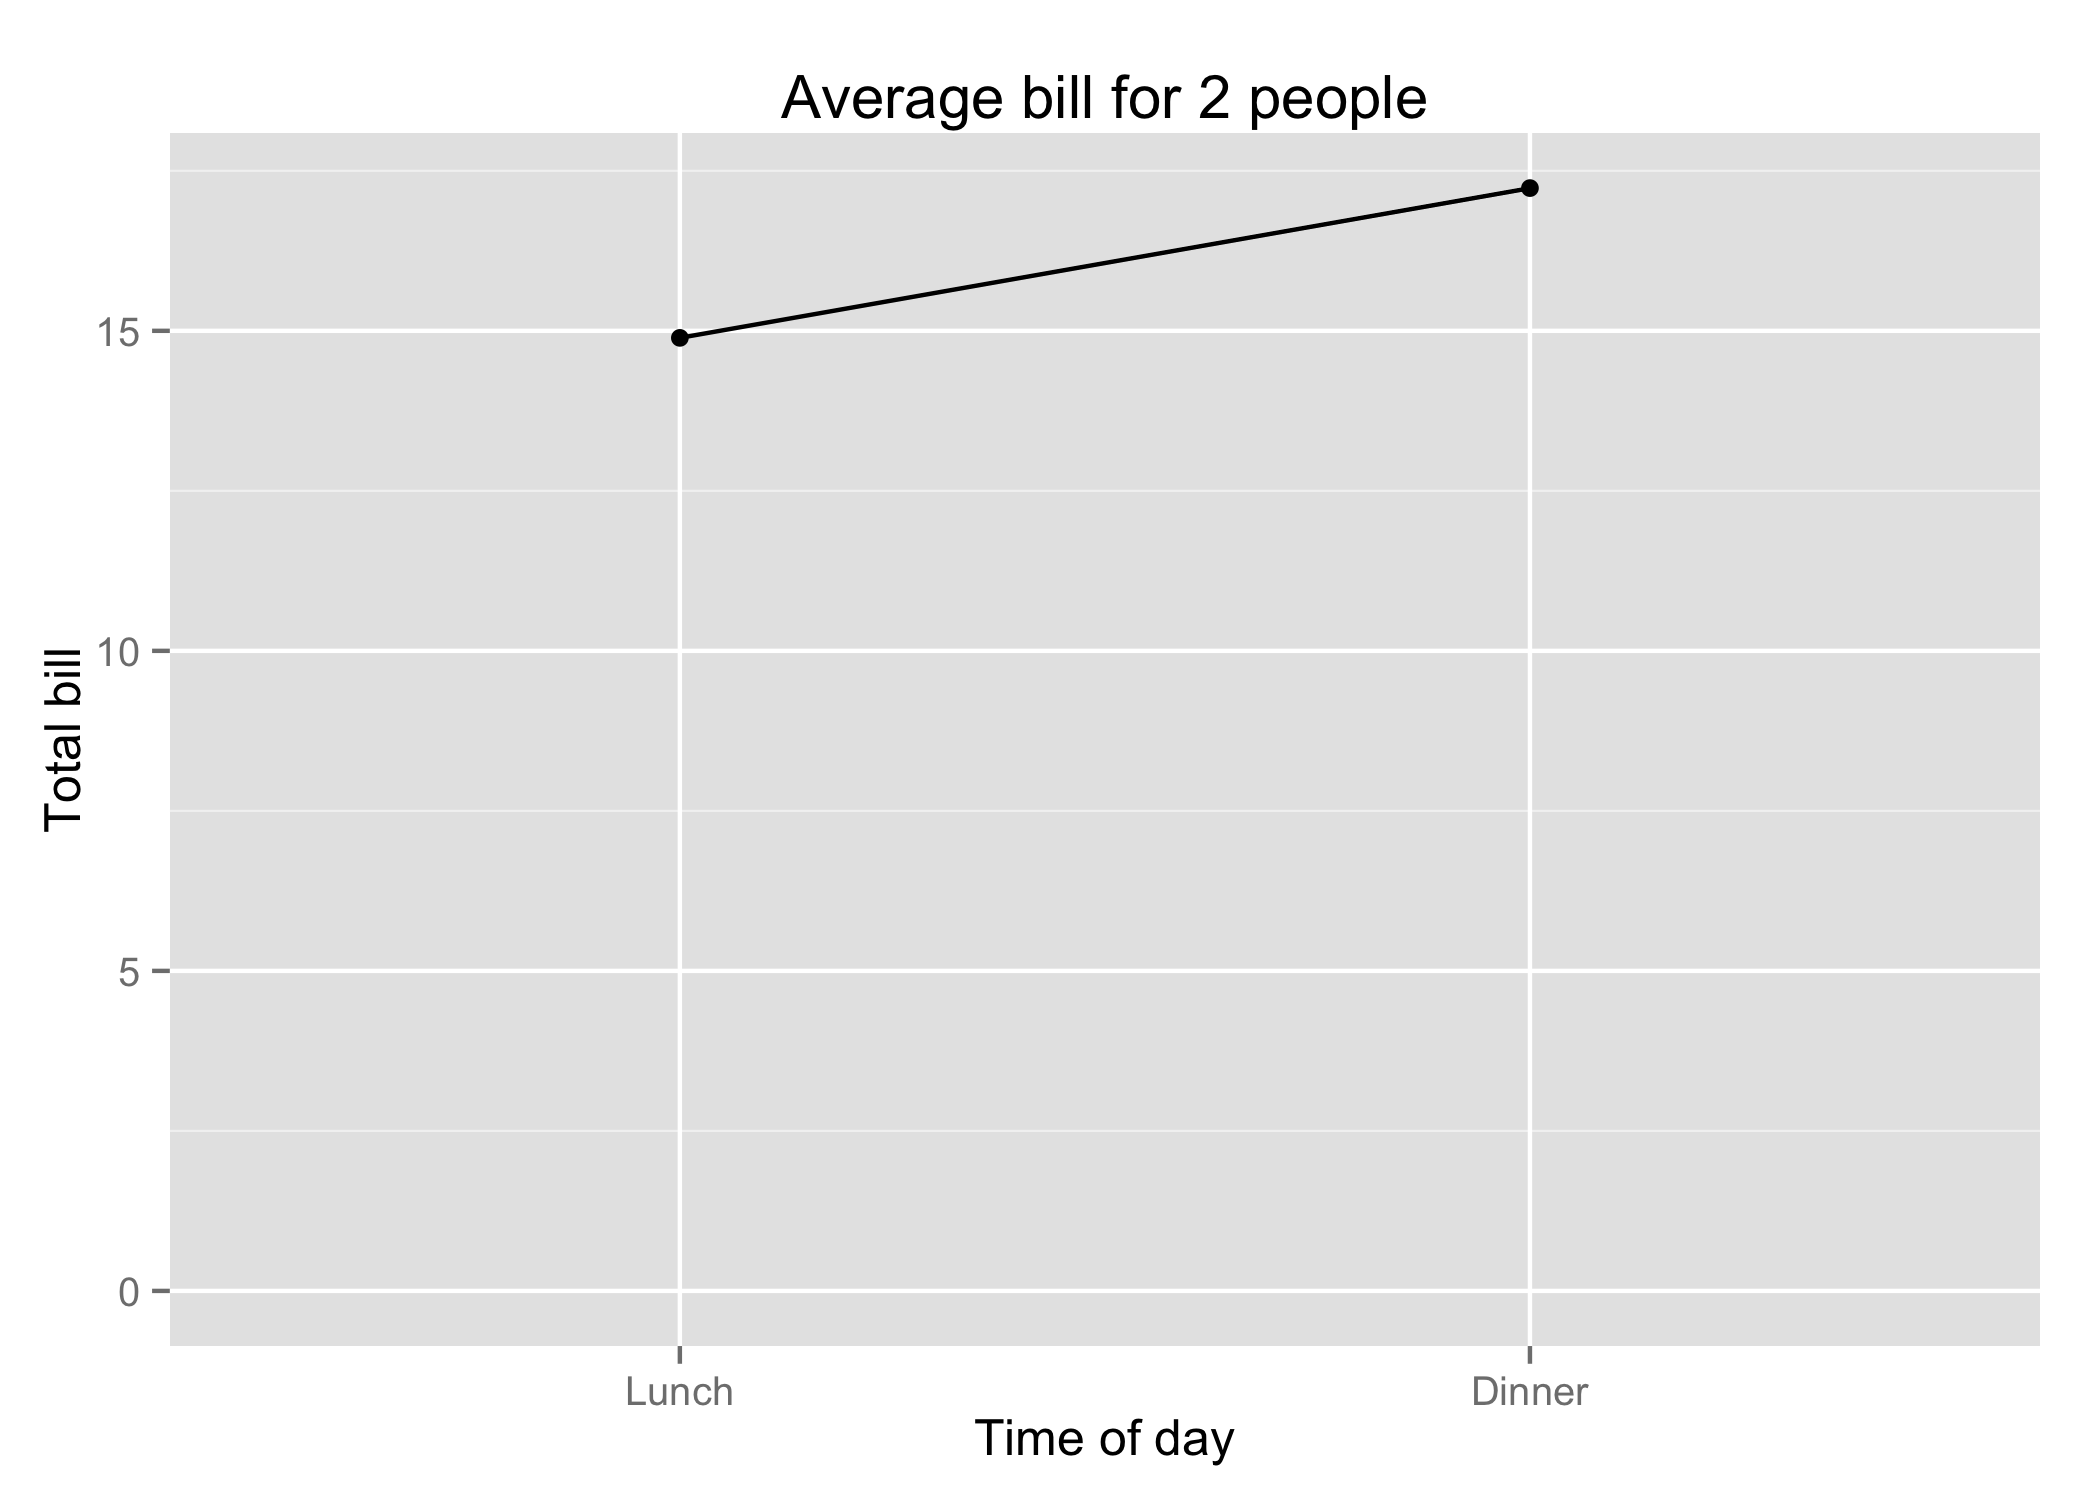 Average bill for 2 people
Total bill
15
10
5
0
Lunch Dinner
Time of day